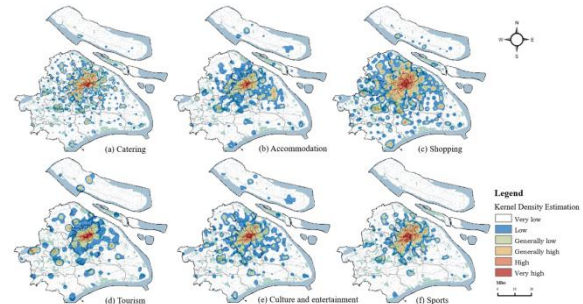 N
W E
S
(a) Catering
(b) Accommodation
(c) Shopping
(d) Tourism
(e) Culture and entertainment
(f) Sports
Legend
Kernel Density Estimation
Very low
Low
Generally low
Generally high
High
Very high